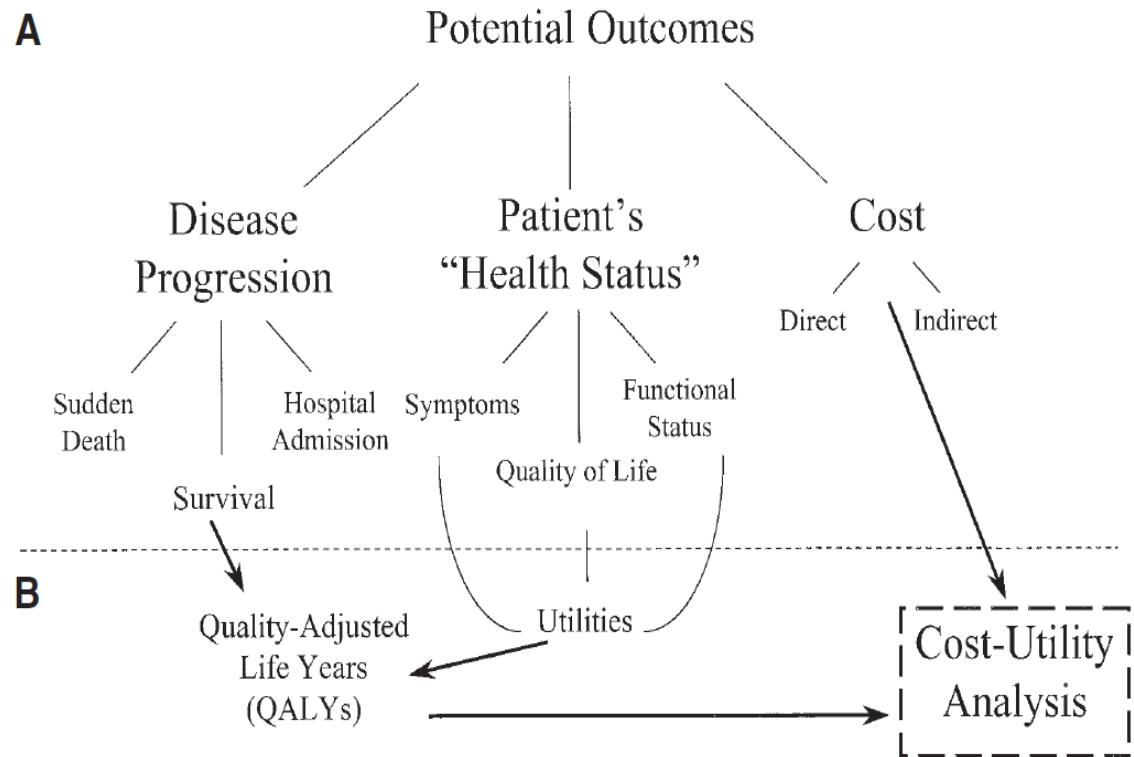 A
Potential Outcomes
Disease
Progression
Patient's
“Health Status”
Cost
Direct
Indirect
Sudden
Death
Hospital
Admission
Symptoms
Functional
Status
Quality of Life
Survival
B
Quality-Adjusted
Life Years
(QALYs)
Utilities
Cost-Utility
Analysis